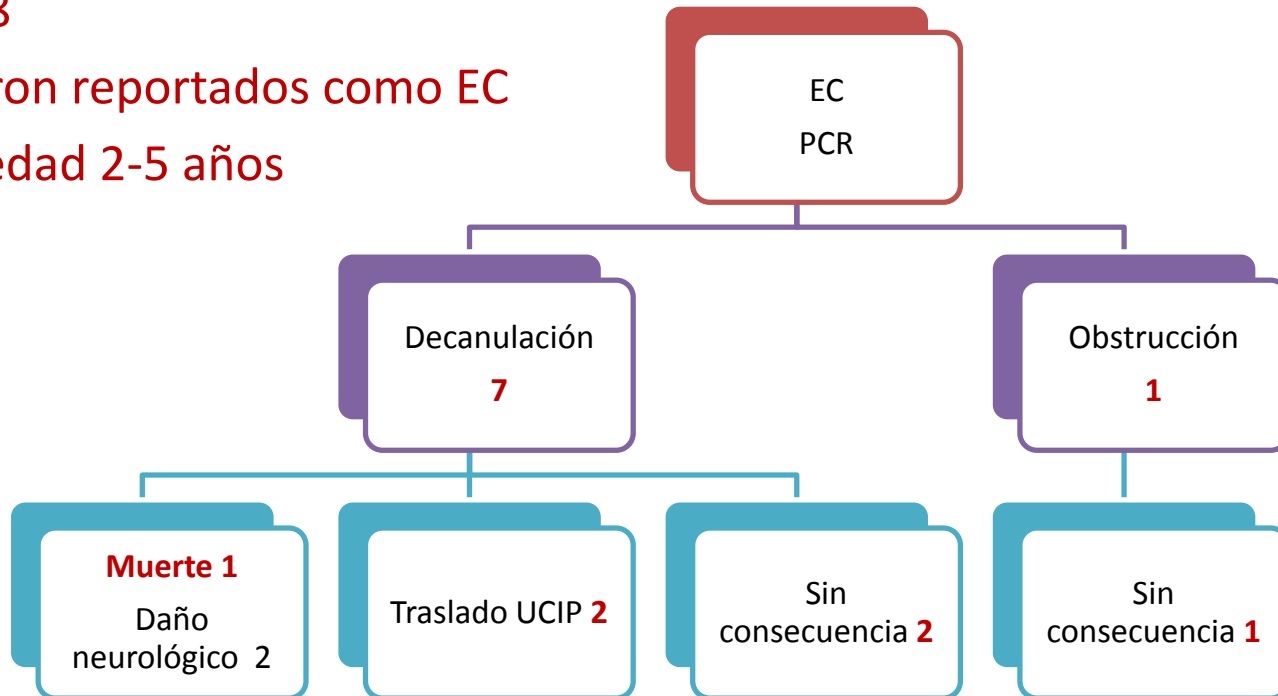 reportados como EC
edad 2-5 años
EC
PCR
Decanulación
7
Obstrucción
1
Muerte 1
Daño
neurológico 2
Traslado UCIP 2
Sin
consecuencia 2
Sin
consecuencia 1